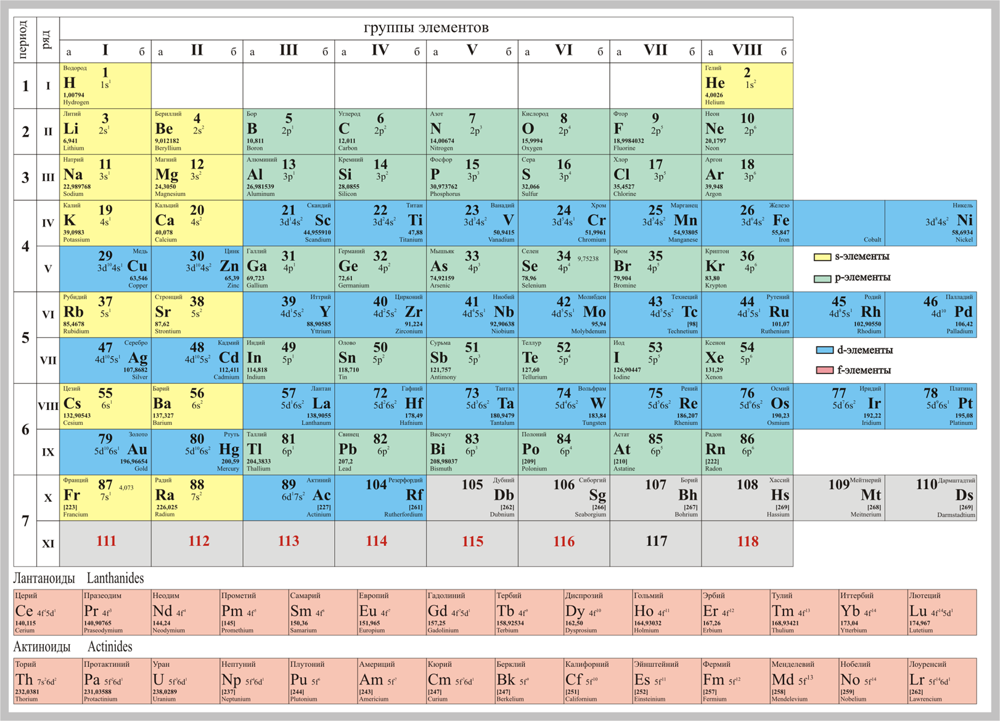 группы элементов
период ряд а I б а II б а III б а IV б а V б а VI б а VII б а VIII б
1 I
Водород 1 H 1s¹ 1,00794 Hydrogen
Гелий 2 He 1s² 4,0026 Helium
2 II
Литий 3 Li 2s¹ 6,941 Lithium
Бериллий 4 Be 2s² 9,012182 Beryllium
Бор 5 B 2p¹ 10,811 Boron
Углерод 6 C 2p² 12,011 Carbon
Азот 7 N 2p³ 14,00674 Nitrogen
Кислород 8 O 2p⁴ 15,9994 Oxygen
Фтор 9 F 2p⁵ 18,9984032 Fluorine
Неон 10 Ne 2p⁶ 20,1797 Neon
3 III
Натрий 11 Na 3s¹ 22,989768 Sodium
Магний 12 Mg 3s² 24,3050 Magnesium
Алюминий 13 Al 3p¹ 26,981539 Aluminum
Кремний 14 Si 3p² 28,0855 Silicon
Фосфор 15 P 3p³ 30,973762 Phosphorus
Сера 16 S 3p⁴ 32,066 Sulfur
Хлор 17 Cl 3p⁵ 35,4527 Chlorine
Аргон 18 Ar 3p⁶ 39,948 Argon
4 IV
Калий 19 K 4s¹ 39,0983 Potassium
Кальций 20 Ca 4s² 40,078 Calcium
21 Скандий 3d¹4s² Sc 44,955910 Scandium
22 Титан 3d²4s² Ti 47,88 Titanium
23 Ванадий 3d³4s² V 50,9415 Vanadium
24 Хром 3d⁵4s¹ Cr 51,9961 Chromium
25 Марганец 3d⁵4s² Mn 54,93805 Manganese
26 Железо 3d⁶4s² Fe 55,847 Iron
Cobalt
Никель 3d⁸4s² Ni 58,6934 Nickel
V
29 Медь 3d¹⁰4s¹ Cu 63,546 Copper
30 Цинк 3d¹⁰4s² Zn 65,39 Zinc
Галлий 31 Ga 4p¹ 69,723 Gallium
Германий 32 Ge 4p² 72,61 Germanium
Мышьяк 33 As 4p³ 74,92159 Arsenic
Селен 34 9,75238 Se 4p⁴ 78,96 Selenium
Бром 35 Br 4p⁵ 79,904 Bromine
Криптон 36 Kr 4p⁶ 83,80 Krypton
s-элементы
p-элементы
5 VI
Рубидий 37 Rb 5s¹ 85,4678 Rubidium
Стронций 38 Sr 5s² 87,62 Strontium
39 Иттрий 4d¹5s² Y 88,90585 Yttrium
40 Цирконий 4d²5s² Zr 91,224 Zirconium
41 Ниобий 4d⁴5s¹ Nb 92,90638 Niobium
42 Молибден 4d⁵5s¹ Mo 95,94 Molybdenum
43 Технеций 4d⁵5s² Tc [98] Technetium
44 Рутений 4d⁷5s¹ Ru 101,07 Ruthenium
45 Родий 4d⁸5s¹ Rh 102,90550 Rhodium
46 Палладий 4d¹⁰ Pd 106,42 Palladium
VII
47 Серебро 4d¹⁰5s¹ Ag 107,8682 Silver
48 Кадмий 4d¹⁰5s² Cd 112,411 Cadmium
Индий 49 In 5p¹ 114,818 Indium
Олово 50 Sn 5p² 118,710 Tin
Сурьма 51 Sb 5p³ 121,757 Antimony
Теллур 52 Te 5p⁴ 127,60 Tellurium
Иод 53 I 5p⁵ 126,90447 Iodine
Ксенон 54 Xe 5p⁶ 131,29 Xenon
d-элементы
f-элементы
6 VIII
Цезий 55 Cs 6s¹ 132,90543 Cesium
Барий 56 Ba 6s² 137,327 Barium
57 Лантан 5d¹6s² La 138,9055 Lanthanum
72 Гафний 5d²6s² Hf 178,49 Hafnium
73 Тантал 5d³6s² Ta 180,9479 Tantalum
74 Вольфрам 5d⁴6s² W 183,84 Tungsten
75 Рений 5d⁵6s² Re 186,207 Rhenium
76 Осмий 5d⁶6s² Os 190,23 Osmium
77 Иридий 5d⁷6s² Ir 192,22 Iridium
78 Платина 5d⁹6s¹ Pt 195,08 Platinum
IX
79 Золото 5d¹⁰6s¹ Au 196,96654 Gold
80 Ртуть 5d¹⁰6s² Hg 200,59 Mercury
Таллий 81 Tl 6p¹ 204,3833 Thallium
Свинец 82 Pb 6p² 207,2 Lead
Висмут 83 Bi 6p³ 208,98037 Bismuth
Полоний 84 Po 6p⁴ [209] Polonium
Астат 85 At 6p⁵ [210] Astatine
Радон 86 Rn 6p⁶ [222] Radon
7 X
Франций 87 4,073 Fr 7s¹ [223] Francium
Радий 88 Ra 7s² 226,025 Radium
89 Актиний 6d¹7s² Ac [227] Actinium
104 Резерфордий Rf [261] Rutherfordium
105 Дубний Db [262] Dubnium
106 Сиборгий Sg [266] Seaborgium
107 Борий Bh [267] Bohrium
108 Хассий Hs [269] Hassium
109 Мейтнерий Mt [268] Meitnerium
110 Дармштадтий Ds [269] Darmstadtium
XI 111 112 113 114 115 116 117 118
Лантаноиды Lanthanides
Церий Ce 4f¹5d¹ 140,115 Cerium
Празеодим Pr 4f³ 140,90765 Praseodymium
Неодим Nd 4f⁴ 144,24 Neodymium
Прометий Pm 4f⁵ [145] Promethium
Самарий Sm 4f⁶ 150,36 Samarium
Европий Eu 4f⁷ 151,965 Europium
Гадолиний Gd 4f⁷5d¹ 157,25 Gadolinium
Тербий Tb 4f⁹ 158,92534 Terbium
Диспрозий Dy 4f¹⁰ 162,50 Dysprosium
Гольмий Ho 4f¹¹ 164,93032 Holmium
Эрбий Er 4f¹² 167,26 Erbium
Тулий Tm 4f¹³ 168,93421 Thulium
Иттербий Yb 4f¹⁴ 173,04 Ytterbium
Лютеций Lu 4f¹⁴5d¹ 174,967 Lutetium
Актиноиды Actinides
Торий Th 7s²6d² 232,0381 Thorium
Протактиний Pa 5f²6d¹ 231,03588 Protactinium
Уран U 5f³6d¹ 238,0289 Uranium
Нептуний Np 5f⁴6d¹ [237] Neptunium
Плутоний Pu 5f⁶ [244] Plutonium
Америций Am 5f⁷ [243] Americium
Кюрий Cm 5f⁷6d¹ [247] Curium
Берклий Bk 5f⁹ [247] Berkelium
Калифорний Cf 5f¹⁰ [251] Californium
Эйнштейний Es 5f¹¹ [252] Einsteinium
Фермий Fm 5f¹² [257] Fermium
Менделевий Md 5f¹³ [258] Mendelevium
Нобелий No 5f¹⁴ [259] Nobelium
Лоуренсий Lr 5f¹⁴6d¹ [262] Lawrencium